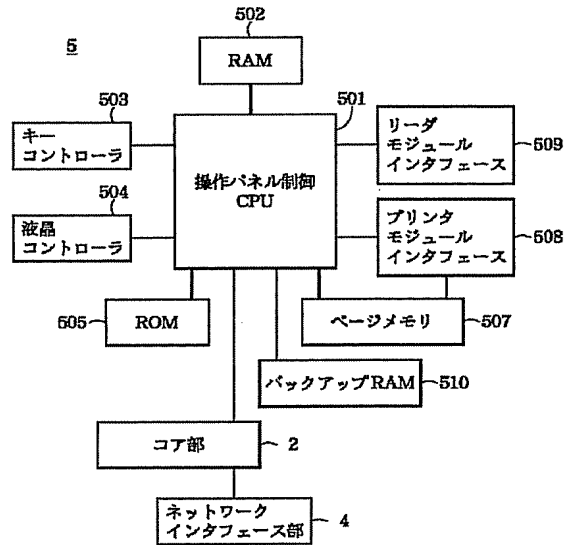 5
502
RAM
503
キー
コントローラ
501
操作パネル制御
CPU
リーダ
モジュール
インタフェース
509
504
液晶
コントローラ
プリンタ
モジュール
インタフェース
508
505
ROM
ページメモリ
507
バックアップRAM
510
コア部
2
ネットワーク
インタフェース部
4